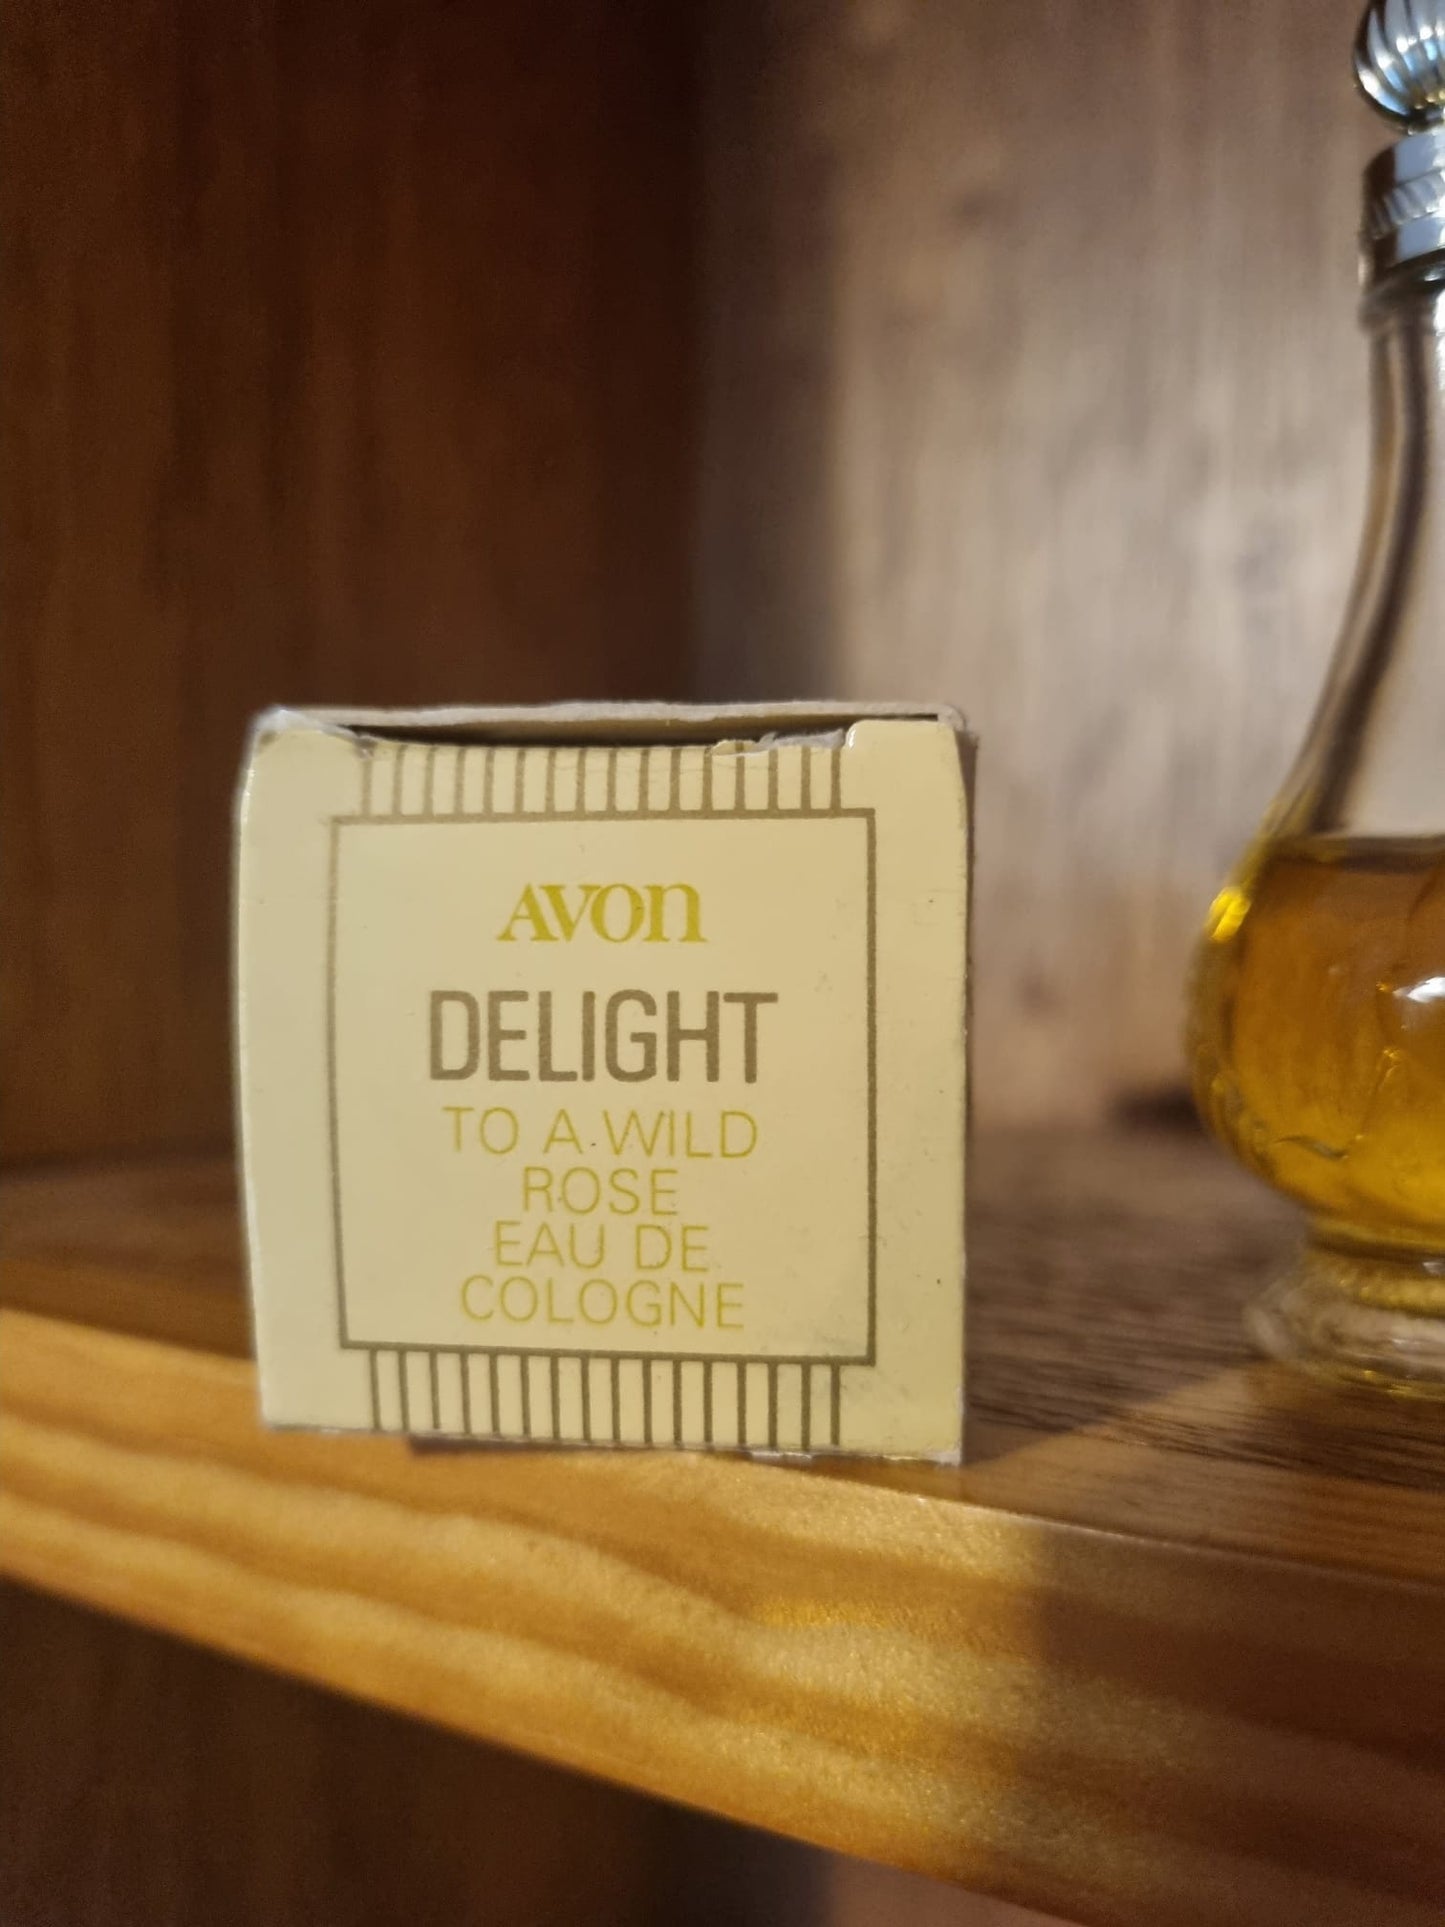 AVON
DELIGHT
TO A WILD
ROSE
EAU DE
COLOGNE